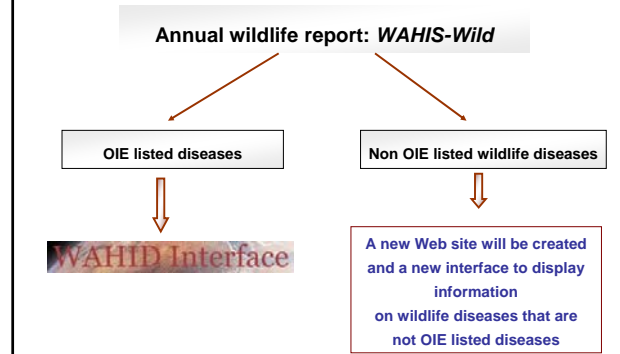 Annual wildlife report: WAHIS-Wild
OIE listed diseases
Non OIE listed wildlife diseases
WAHID Interface
A new Web site will be created
and a new interface to display
information
on wildlife diseases that are
not OIE listed diseases